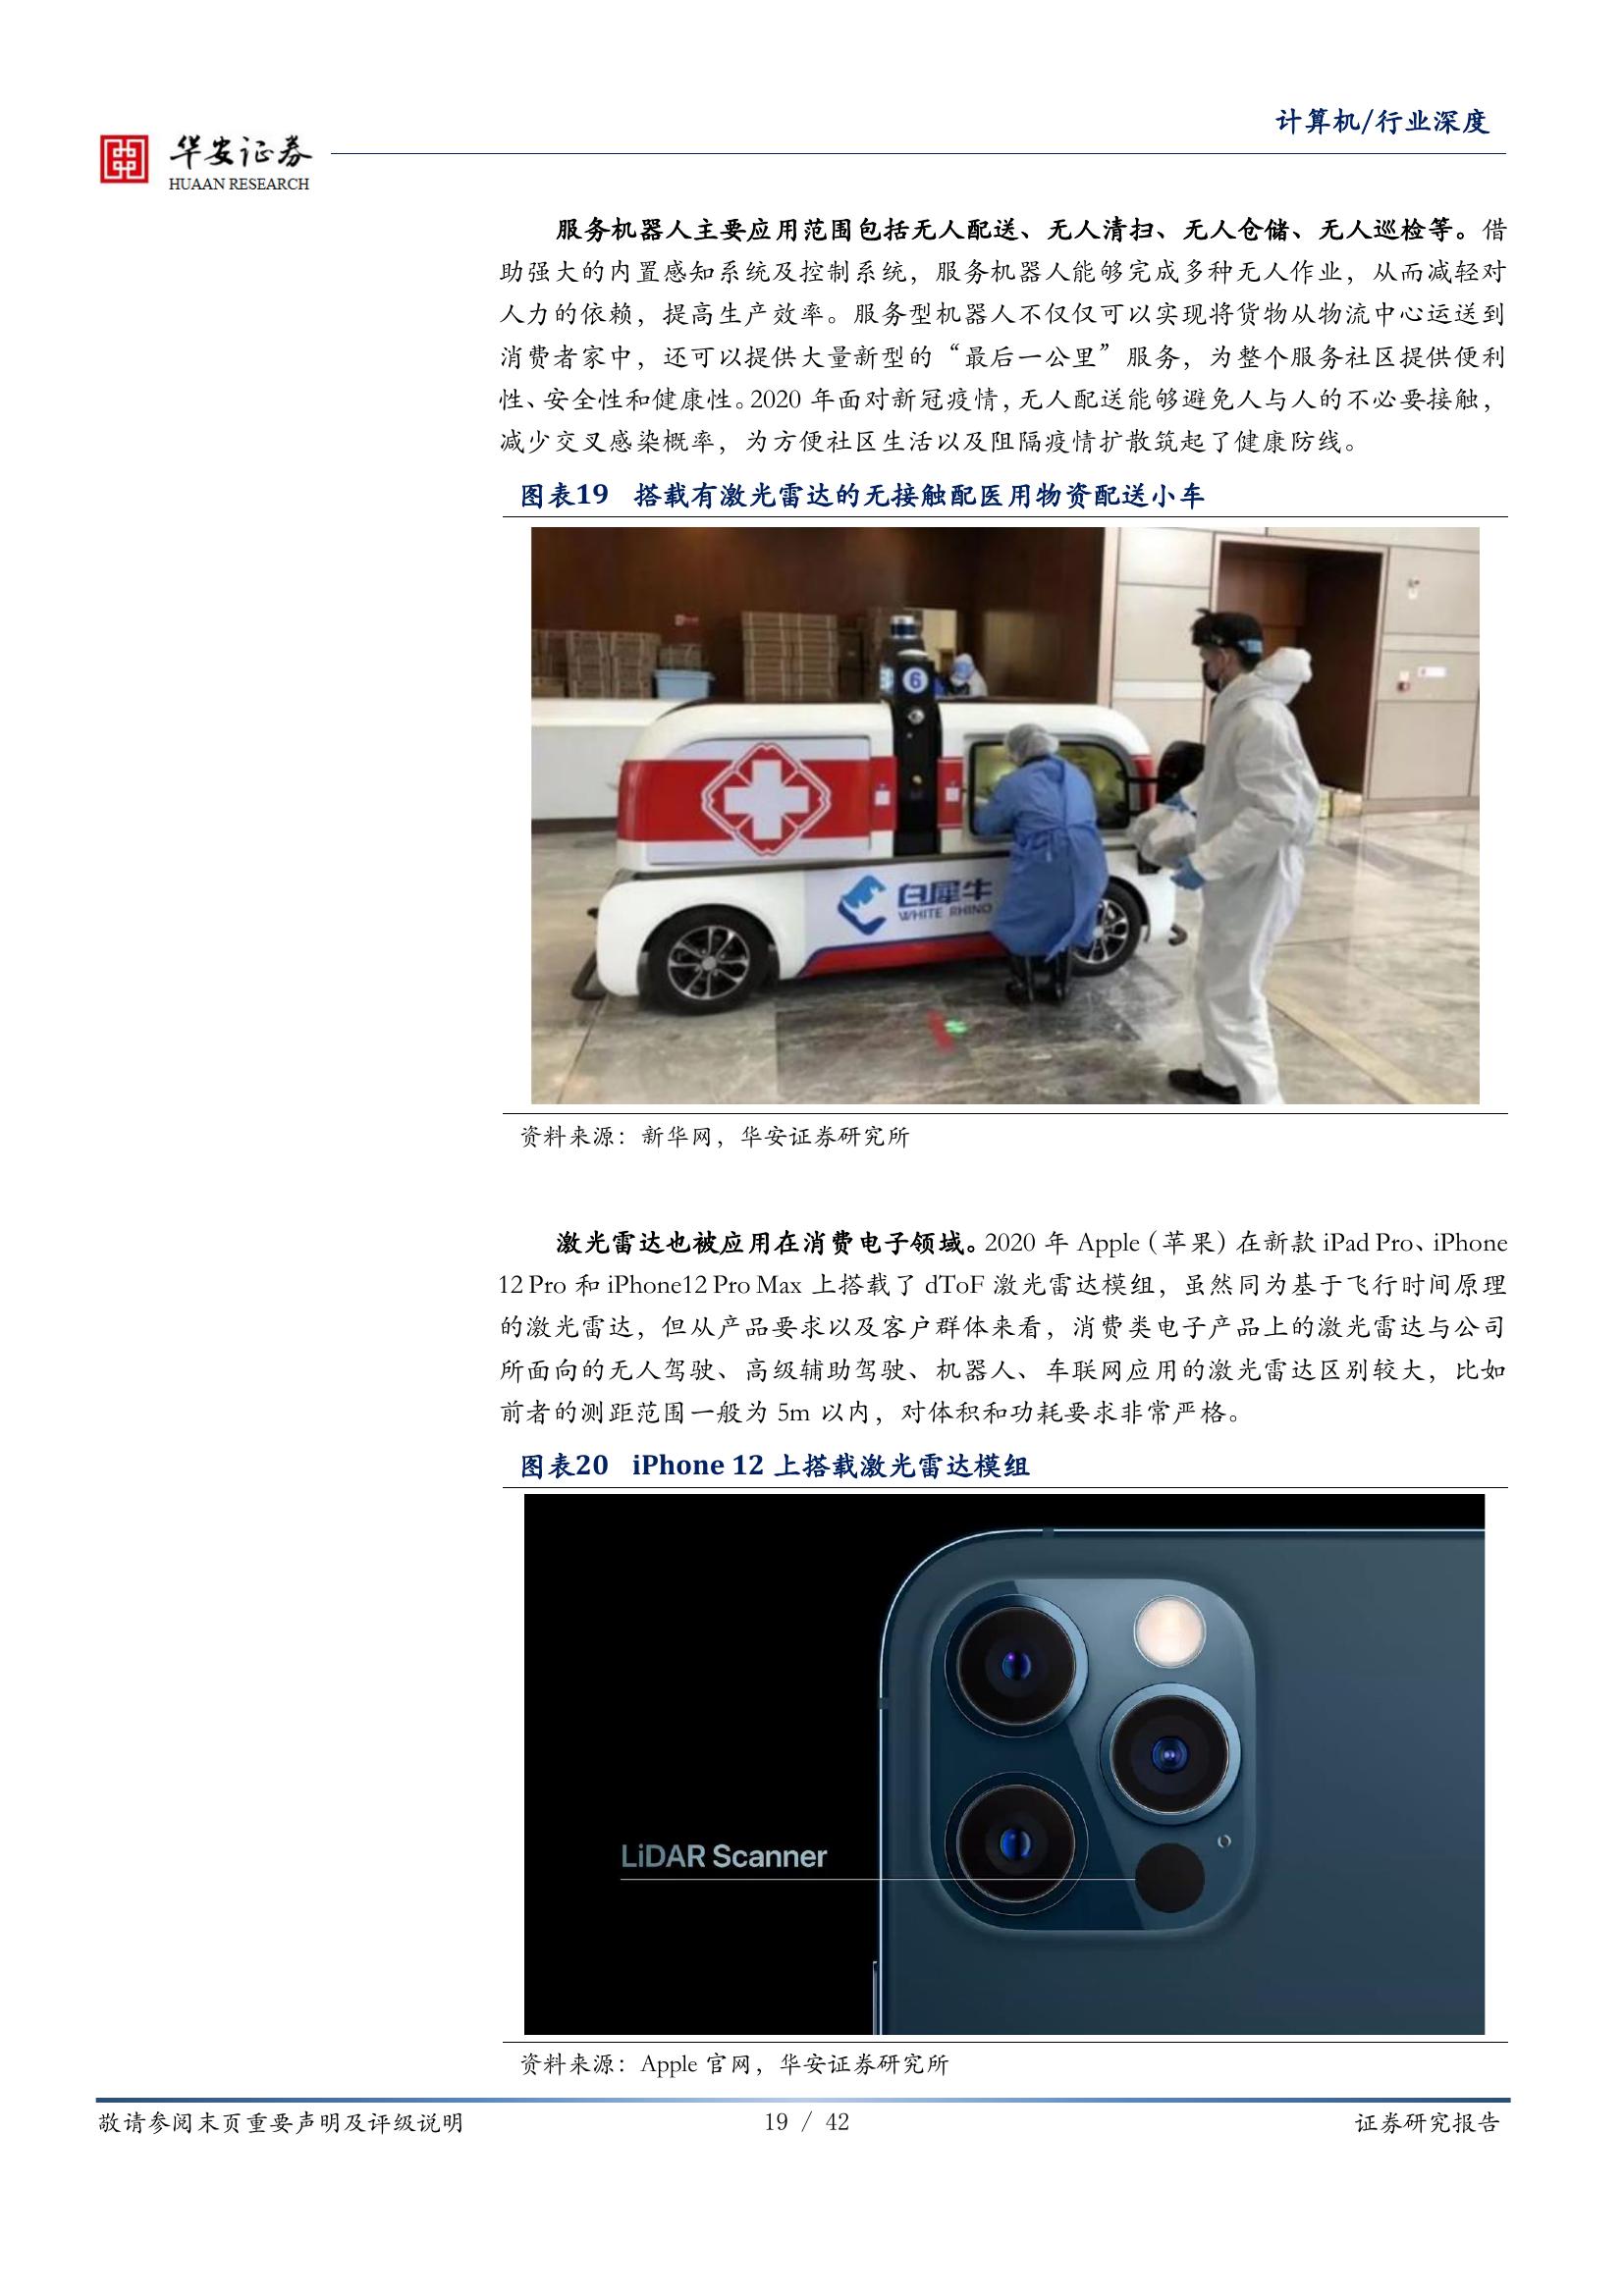 计算机/行业深度
华安证券
HUAAN RESEARCH
服务机器人主要应用范围包括无人配送、无人清扫、无人仓储、无人巡检等。借
助强大的内置感知系统及控制系统，服务机器人能够完成多种无人作业，从而减轻对
人力的依赖，提高生产效率。服务型机器人不仅仅可以实现将货物从物流中心运送到
消费者家中，还可以提供大量新型的“最后一公里”服务，为整个服务社区提供便利
性、安全性和健康性。2020 年面对新冠疫情，无人配送能够避免人与人的不必要接触，
减少交叉感染概率，为方便社区生活以及阻隔疫情扩散筑起了健康防线。
图表19 搭载有激光雷达的无接触配医用物资配送小车
6
白犀牛
WHITE RHINO
资料来源：新华网，华安证券研究所
激光雷达也被应用在消费电子领域。2020 年 Apple（苹果）在新款 iPad Pro、iPhone
12 Pro 和 iPhone12 Pro Max 上搭载了 dToF 激光雷达模组，虽然同为基于飞行时间原理
的激光雷达，但从产品要求以及客户群体来看，消费类电子产品上的激光雷达与公司
所面向的无人驾驶、高级辅助驾驶、机器人、车联网应用的激光雷达区别较大，比如
前者的测距范围一般为 5m 以内，对体积和功耗要求非常严格。
图表20 iPhone 12 上搭载激光雷达模组
LiDAR Scanner
资料来源：Apple 官网，华安证券研究所
敬请参阅末页重要声明及评级说明
19 / 42
证券研究报告